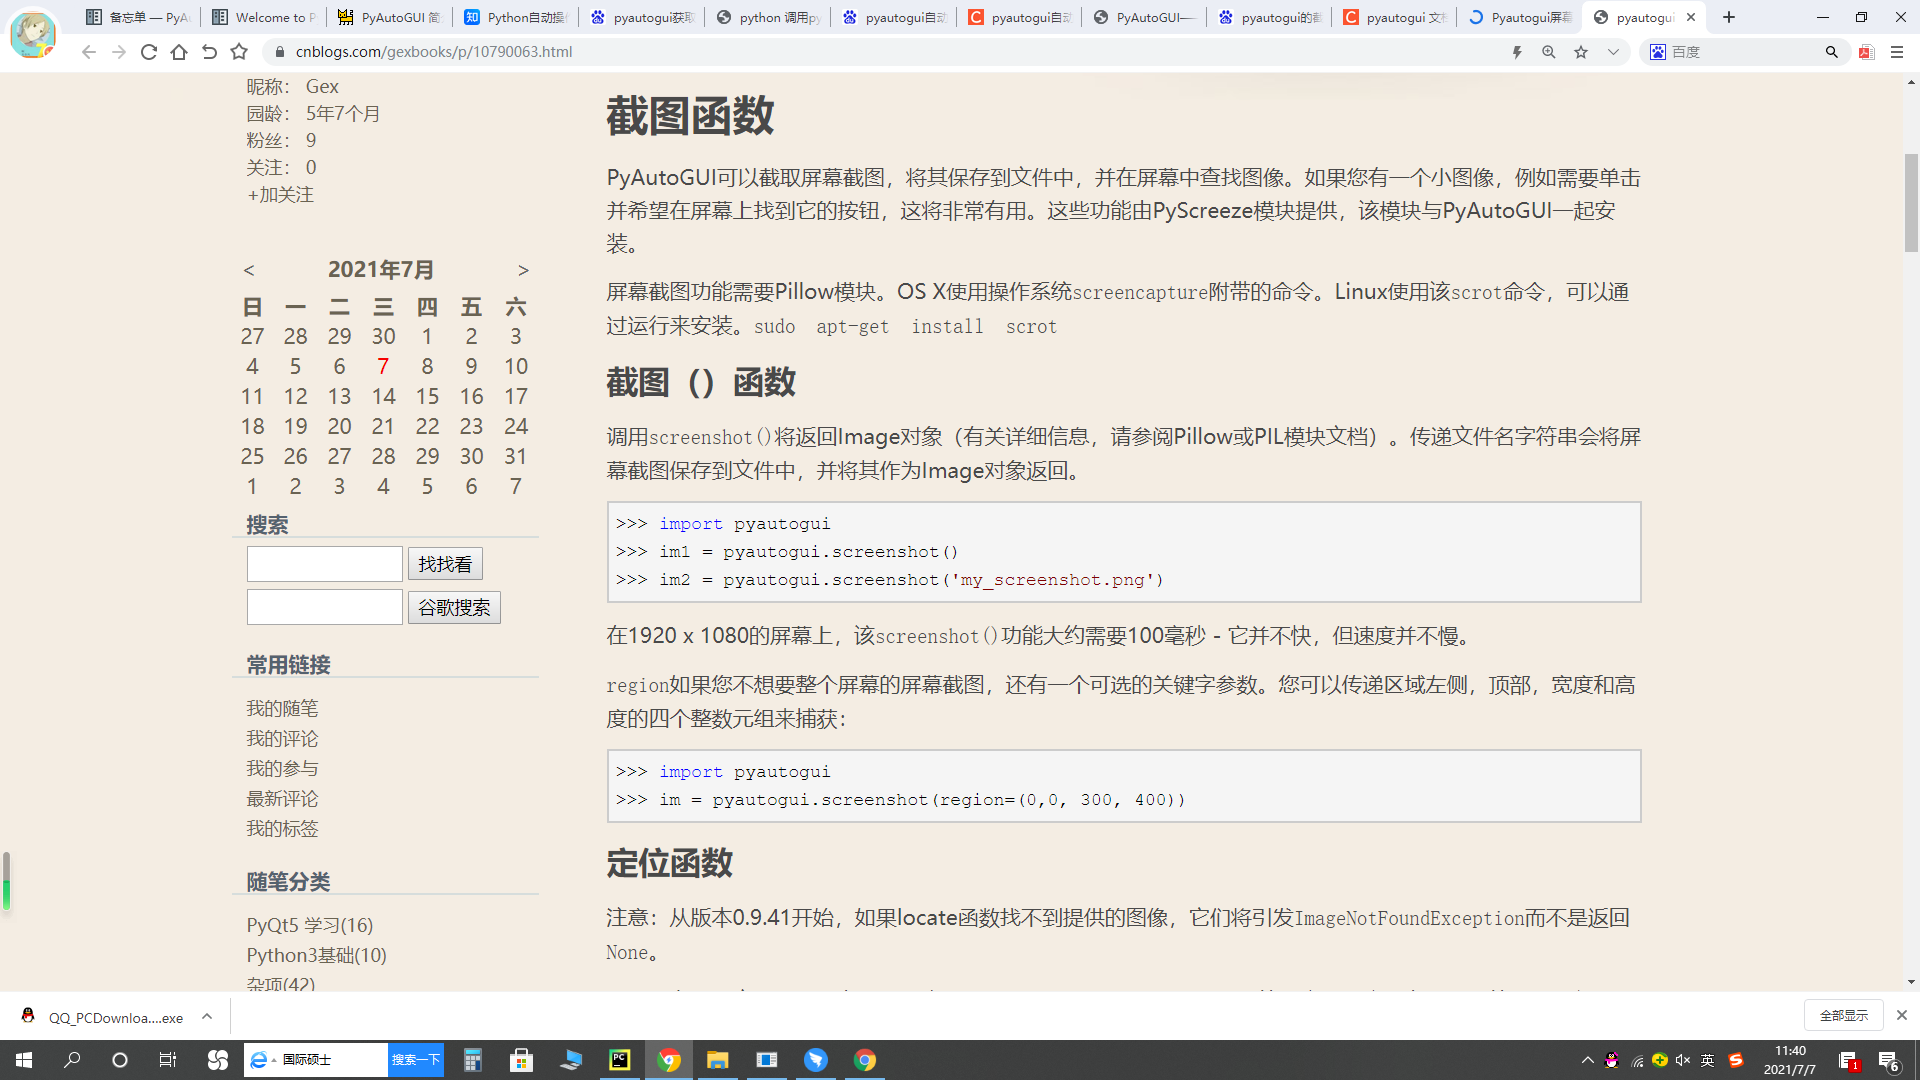 备忘单 — PyAu
Welcome to P
PyAutoGUI 简
Python自动操
pyautogui获取
python 调用py
pyautogui自动
pyautogui自动
PyAutoGUI—
pyautogui的截
pyautogui 文档
Pyautogui屏幕
pyautogui
cnblogs.com/gexbooks/p/10790063.html
百度
昵称： Gex
园龄： 5年7个月
粉丝： 9
关注： 0
+加关注
< 2021年7月 >
日 一 二 三 四 五 六
27 28 29 30 1 2 3
4 5 6 7 8 9 10
11 12 13 14 15 16 17
18 19 20 21 22 23 24
25 26 27 28 29 30 31
1 2 3 4 5 6 7
搜索
找找看
谷歌搜索
常用链接
我的随笔
我的评论
我的参与
最新评论
我的标签
随笔分类
PyQt5 学习(16)
Python3基础(10)
杂项(42)
截图函数
PyAutoGUI可以截取屏幕截图，将其保存到文件中，并在屏幕中查找图像。如果您有一个小图像，例如需要单击
并希望在屏幕上找到它的按钮，这将非常有用。这些功能由PyScreeze模块提供，该模块与PyAutoGUI一起安
装。
屏幕截图功能需要Pillow模块。OS X使用操作系统screencapture附带的命令。Linux使用该scrot命令，可以通
过运行来安装。sudo apt-get install scrot
截图（）函数
调用screenshot()将返回Image对象（有关详细信息，请参阅Pillow或PIL模块文档）。传递文件名字符串会将屏
幕截图保存到文件中，并将其作为Image对象返回。
>>> import pyautogui
>>> im1 = pyautogui.screenshot()
>>> im2 = pyautogui.screenshot('my_screenshot.png')
在1920 x 1080的屏幕上，该screenshot()功能大约需要100毫秒 - 它并不快，但速度并不慢。
region如果您不想要整个屏幕的屏幕截图，还有一个可选的关键字参数。您可以传递区域左侧，顶部，宽度和高
度的四个整数元组来捕获：
>>> import pyautogui
>>> im = pyautogui.screenshot(region=(0,0, 300, 400))
定位函数
注意：从版本0.9.41开始，如果locate函数找不到提供的图像，它们将引发ImageNotFoundException而不是返回
None。
QQ_PCDownloa....exe
全部显示
国际硕士
搜索一下
英
11:40
2021/7/7
1
6